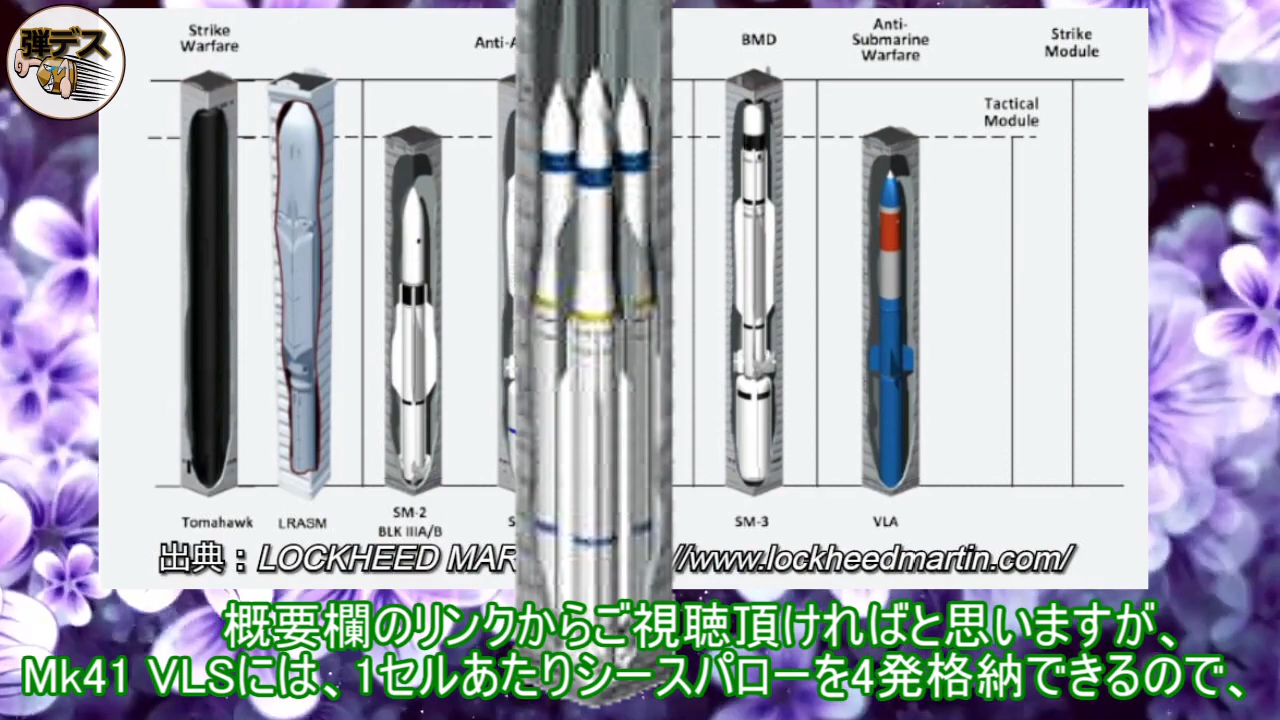 弾デス
Strike
Warfare
Anti-A
BMD
Anti-
Submarine
Warfare
Strike
Module
Tactical
Module
Tomahawk
LRASM
SM-2
BLK IIIA/B
S
SM-3
VLA
出典：LOCKHEED MAR //www.lockheedmartin.com/
概要欄のリンクからご視聴頂ければと思いますが、
Mk41 VLSには、1セルあたりシースパローを4発格納できるので、